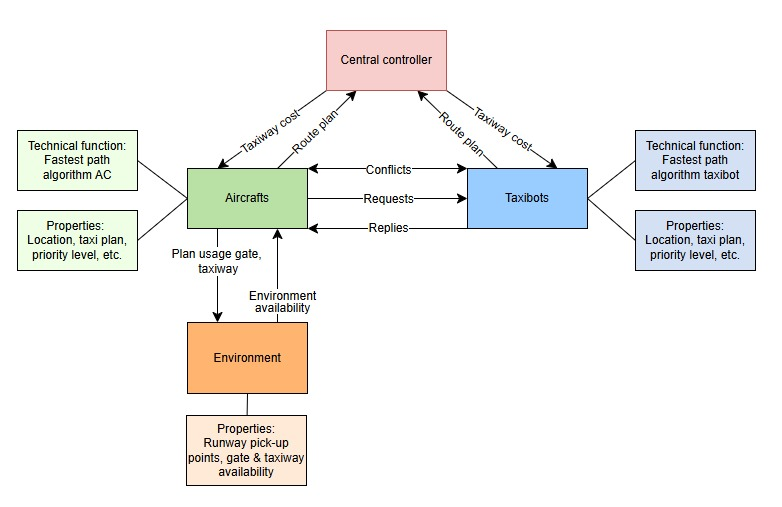 Central controller
Taxiway cost
Route plan
Route plan
Taxiway cost
Technical function:
Fastest path
algorithm AC
Conflicts
Technical function:
Fastest path
algorithm taxibot
Aircrafts
Requests
Taxibots
Properties:
Location, taxi plan,
priority level, etc.
Replies
Properties:
Location, taxi plan,
priority level, etc.
Plan usage gate,
taxiway
Environment
availability
Environment
Properties:
Runway pick-up
points, gate & taxiway
availability